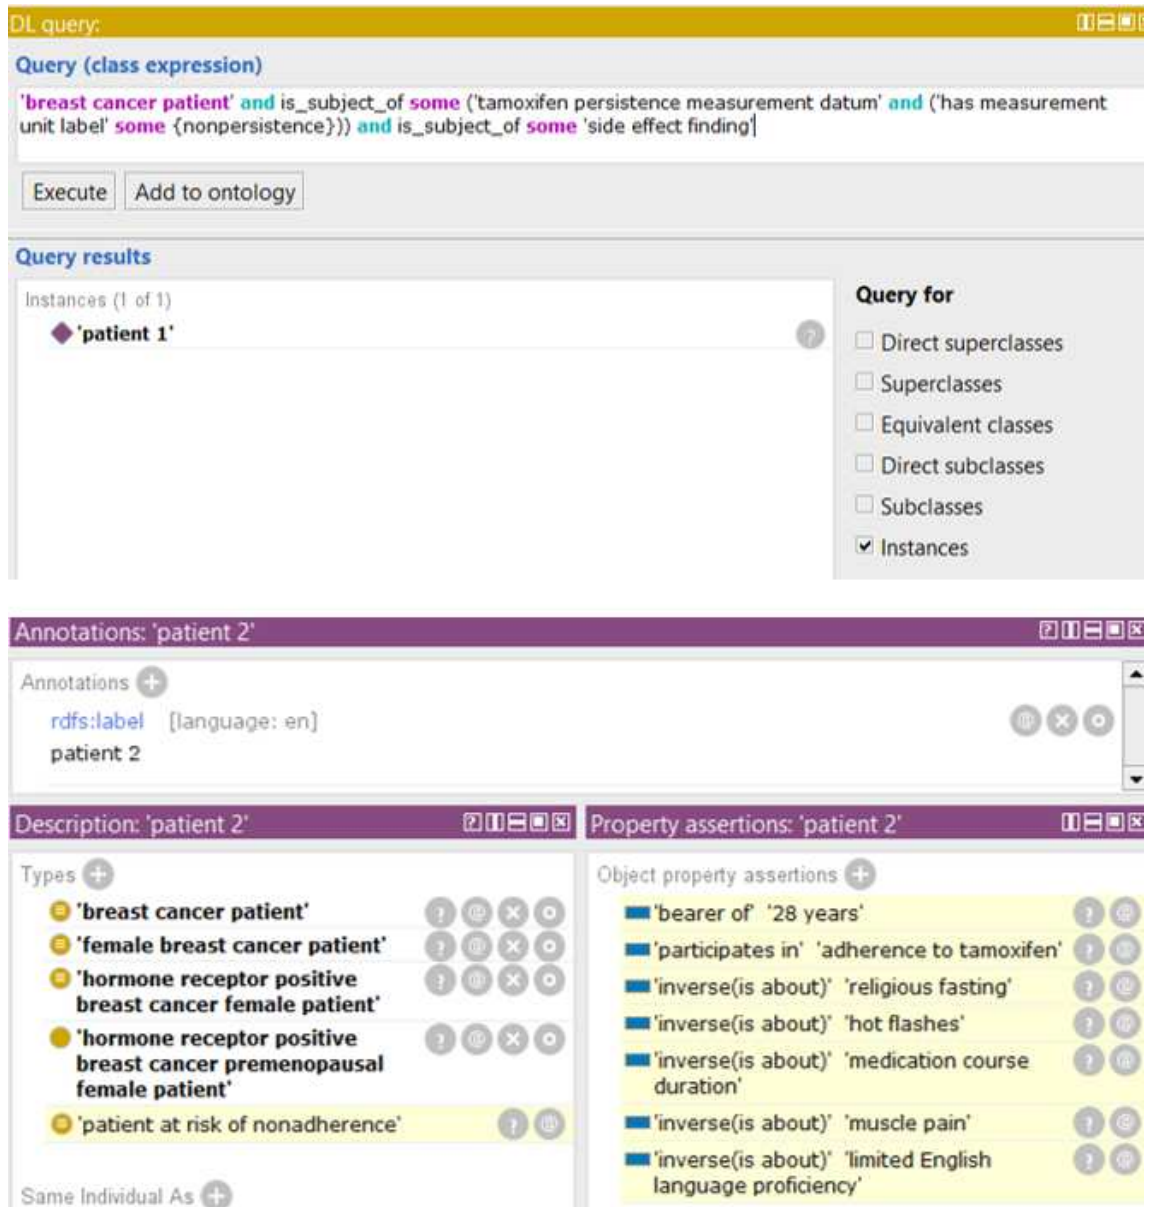 DL query:
Query (class expression)
'breast cancer patient' and is_subject_of some ('tamoxifen persistence measurement datum' and ('has measurement
unit label' some {nonpersistence})) and is_subject_of some 'side effect finding'
Execute
Add to ontology
Query results
Instances (1 of 1)
'patient 1'
?
Query for
Direct superclasses
Superclasses
Equivalent classes
Direct subclasses
Subclasses
Instances
Annotations: 'patient 2'
Annotations
rdfs:label [language: en]
patient 2
Description: 'patient 2'
Types
'breast cancer patient'
'female breast cancer patient'
'hormone receptor positive
breast cancer female patient'
'hormone receptor positive
breast cancer premenopausal
female patient'
'patient at risk of nonadherence'
Same Individual As
Property assertions: 'patient 2'
Object property assertions
'bearer of' '28 years'
'participates in' 'adherence to tamoxifen'
'inverse(is about)' 'religious fasting'
'inverse(is about)' 'hot flashes'
'inverse(is about)' 'medication course
duration'
'inverse(is about)' 'muscle pain'
'inverse(is about)' 'limited English
language proficiency'